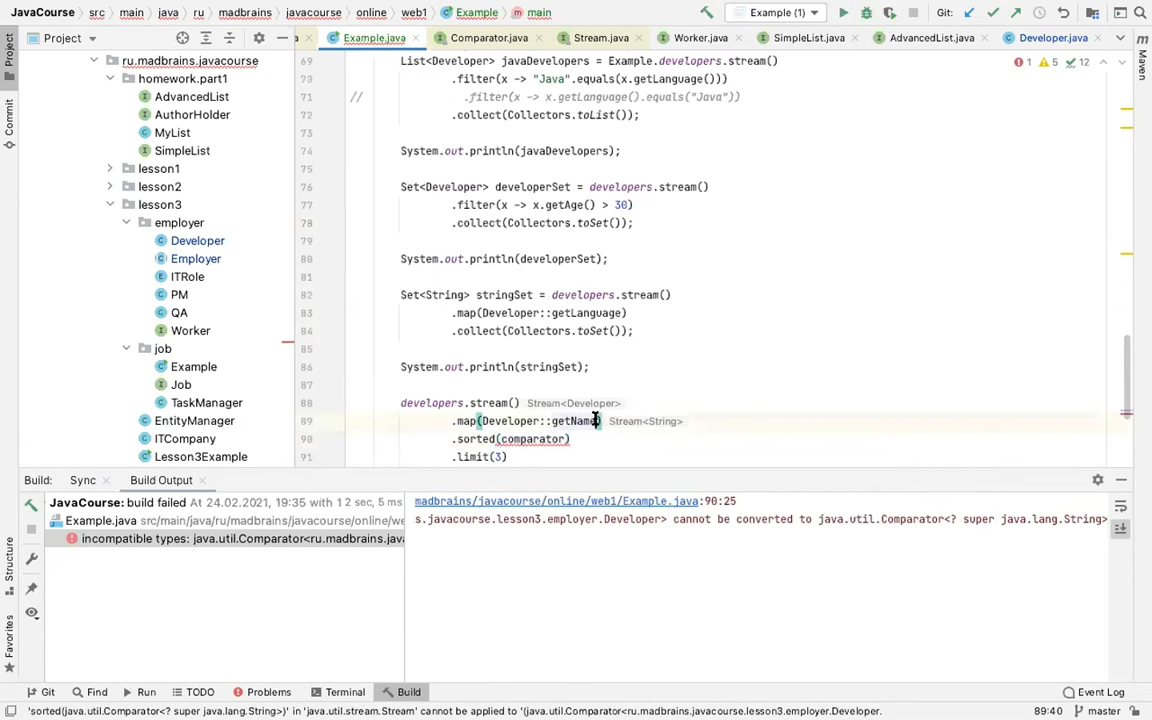 JavaCourse › src › main › java › ru › madbrains › javacourse › online › web1 › Example › main
Example (1)
Git:
Project
Example.java
Comparator.java
Stream.java
Worker.java
SimpleList.java
AdvancedList.java
Developer.java
Project
Commit
Structure
Favorites
Maven
ru.madbrains.javacourse
homework.part1
AdvancedList
AuthorHolder
MyList
SimpleList
lesson1
lesson2
lesson3
employer
Developer
Employer
ITRole
PM
QA
Worker
job
Example
Job
TaskManager
EntityManager
ITCompany
Lesson3Example
1 5 12
69 List<Developer> javaDevelopers = Example.developers.stream()
70 .filter(x -> "Java".equals(x.getLanguage()))
71 // .filter(x -> x.getLanguage().equals("Java"))
72 .collect(Collectors.toList());
73
74 System.out.println(javaDevelopers);
75
76 Set<Developer> developerSet = developers.stream()
77 .filter(x -> x.getAge() > 30)
78 .collect(Collectors.toSet());
79
80 System.out.println(developerSet);
81
82 Set<String> stringSet = developers.stream()
83 .map(Developer::getLanguage)
84 .collect(Collectors.toSet());
85
86 System.out.println(stringSet);
87
88 developers.stream() Stream<Developer>
89 .map(Developer::getName) Stream<String>
90 .sorted(comparator)
91 .limit(3)
Build: Sync Build Output
JavaCourse: build failed At 24.02.2021, 19:35 with 1 2 sec, 5 ms
Example.java src/main/java/ru/madbrains/javacourse/online/we
incompatible types: java.util.Comparator<ru.madbrains.java
madbrains/javacourse/online/web1/Example.java:90:25
s.javacourse.lesson3.employer.Developer> cannot be converted to java.util.Comparator<? super java.lang.String>
Git Find Run TODO Problems Terminal Build Event Log
'sorted(java.util.Comparator<? super java.lang.String>)' in 'java.util.stream.Stream' cannot be applied to '(java.util.Comparator<ru.madbrains.javacourse.lesson3.employer.Developer. 89:40 master